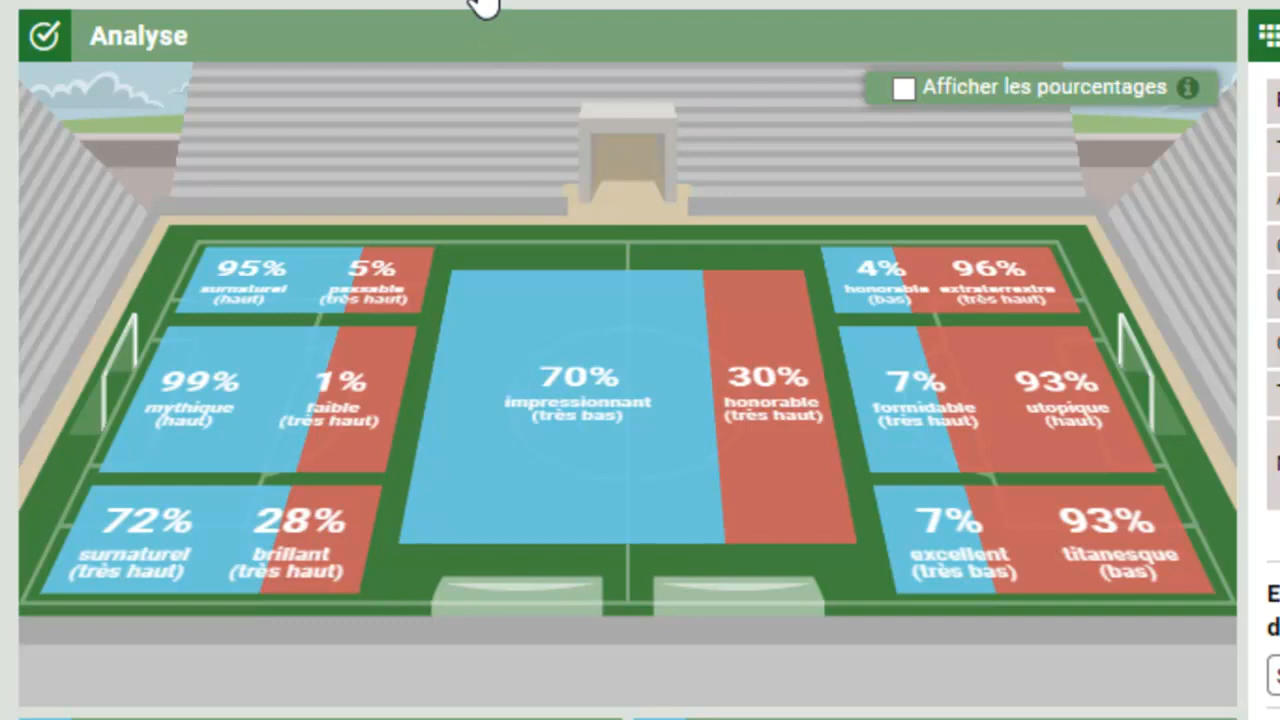 Analyse
Afficher les pourcentages
95% 5% 4% 96%
surnaturel passable honorable extraterrestre
(haut) (très haut) (bas) (très haut)
99% 1% 70% 30% 7% 93%
mythique faible impressionnant honorable formidable utopique
(haut) (très haut) (très bas) (très haut) (très haut) (haut)
72% 28% 7% 93%
surnaturel brillant excellent titanesque
(très haut) (très haut) (très bas) (bas)
E
d